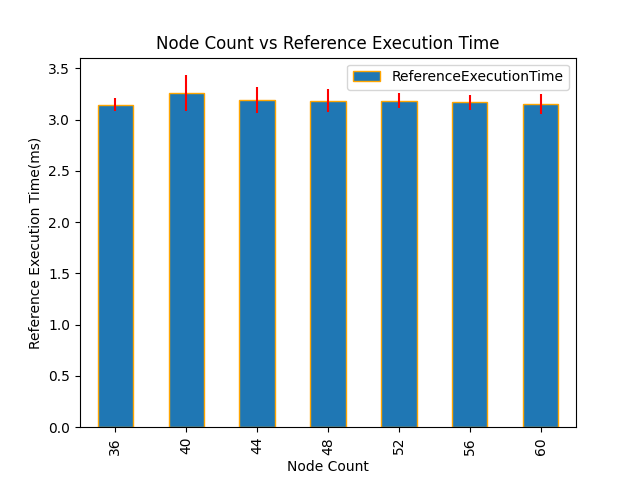 Node Count vs Reference Execution Time
ReferenceExecutionTime
Reference Execution Time(ms)
3.5
3.0
2.5
2.0
1.5
1.0
0.5
0.0
36 40 44 48 52 56 60
Node Count